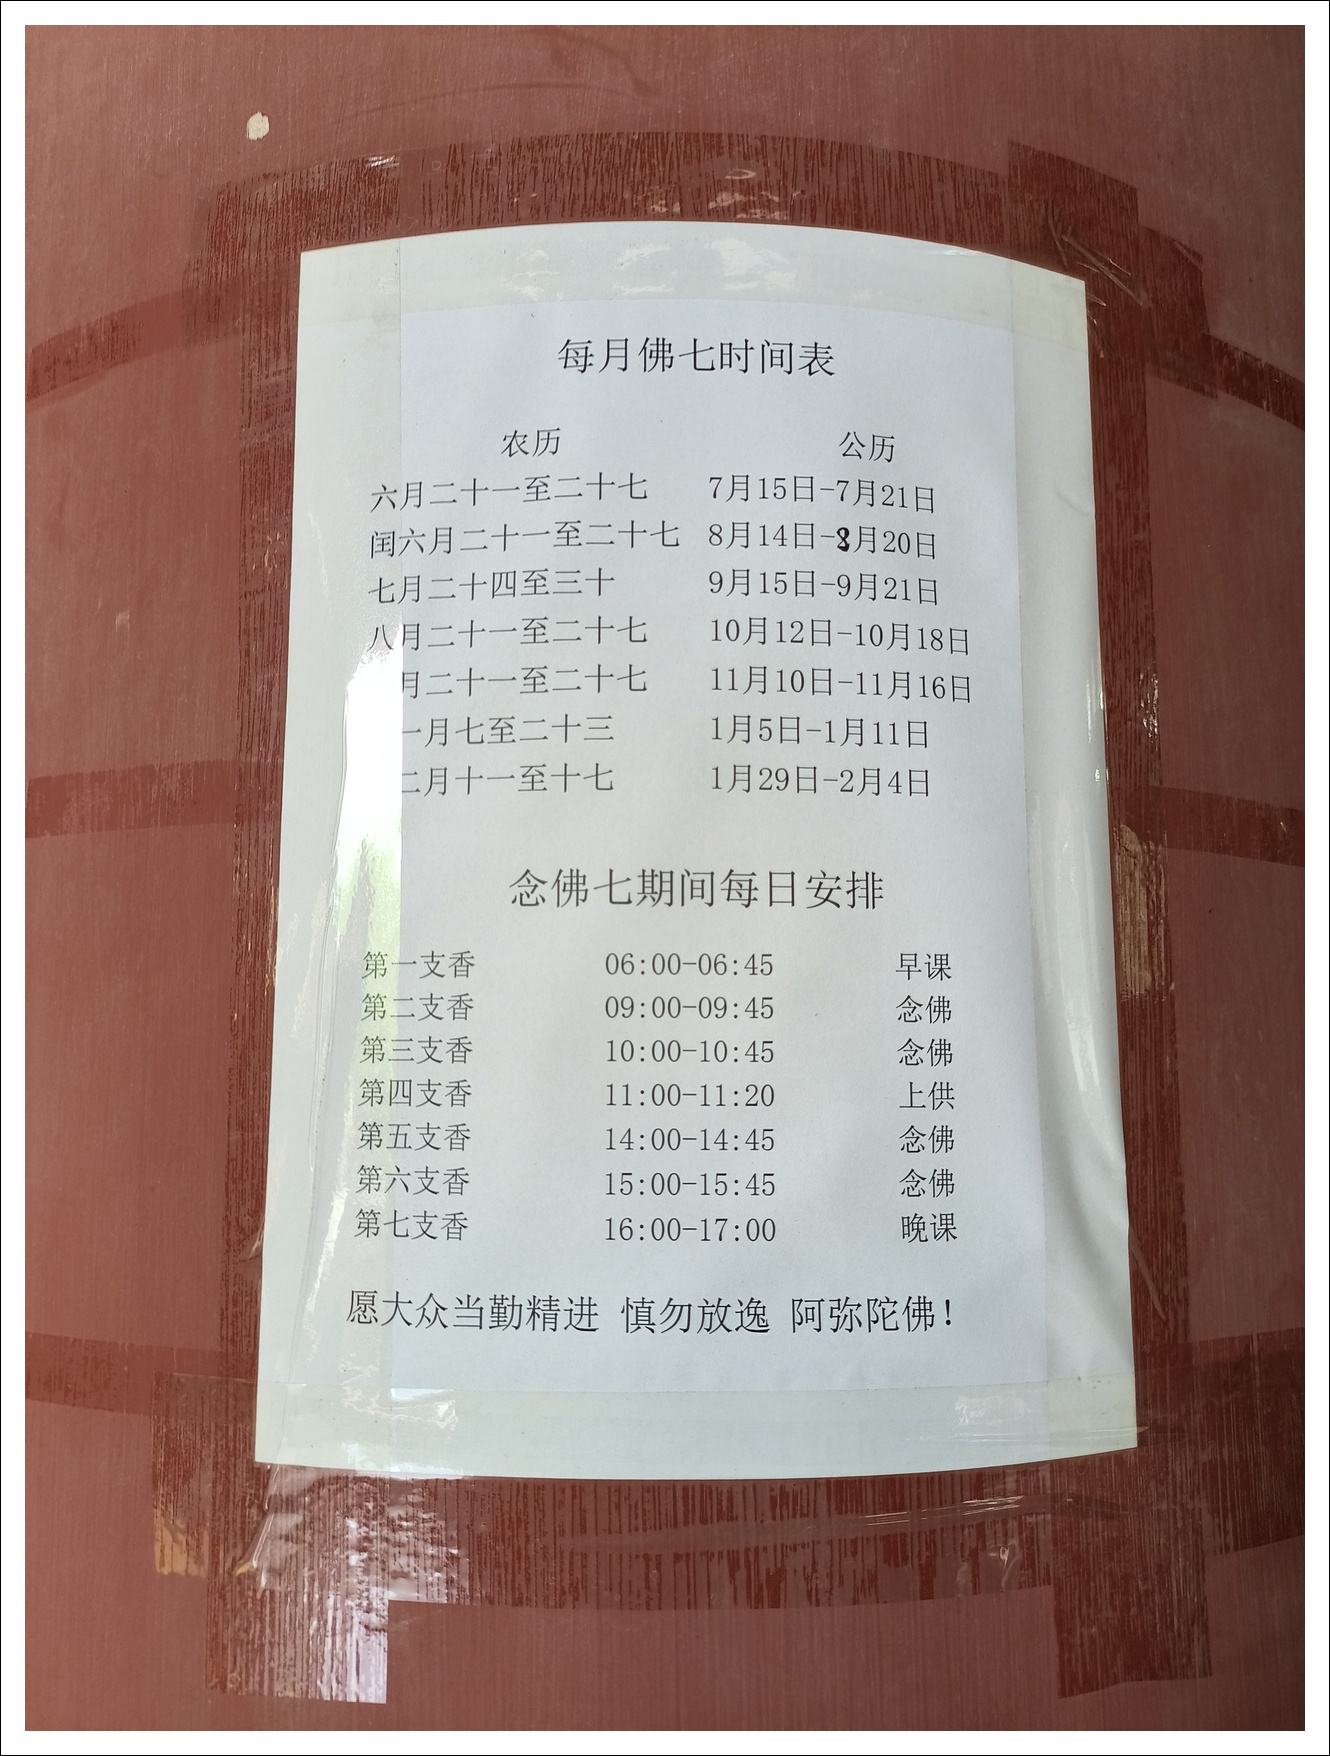 每月佛七时间表
农历 公历
六月二十一至二十七 7月15日-7月21日
闰六月二十一至二十七 8月14日-8月20日
七月二十四至三十 9月15日-9月21日
八月二十一至二十七 10月12日-10月18日
月二十一至二十七 11月10日-11月16日
一月七至二十三 1月5日-1月11日
二月十一至十七 1月29日-2月4日
念佛七期间每日安排
第一支香 06:00-06:45 早课
第二支香 09:00-09:45 念佛
第三支香 10:00-10:45 念佛
第四支香 11:00-11:20 上供
第五支香 14:00-14:45 念佛
第六支香 15:00-15:45 念佛
第七支香 16:00-17:00 晚课
愿大众当勤精进 慎勿放逸 阿弥陀佛!